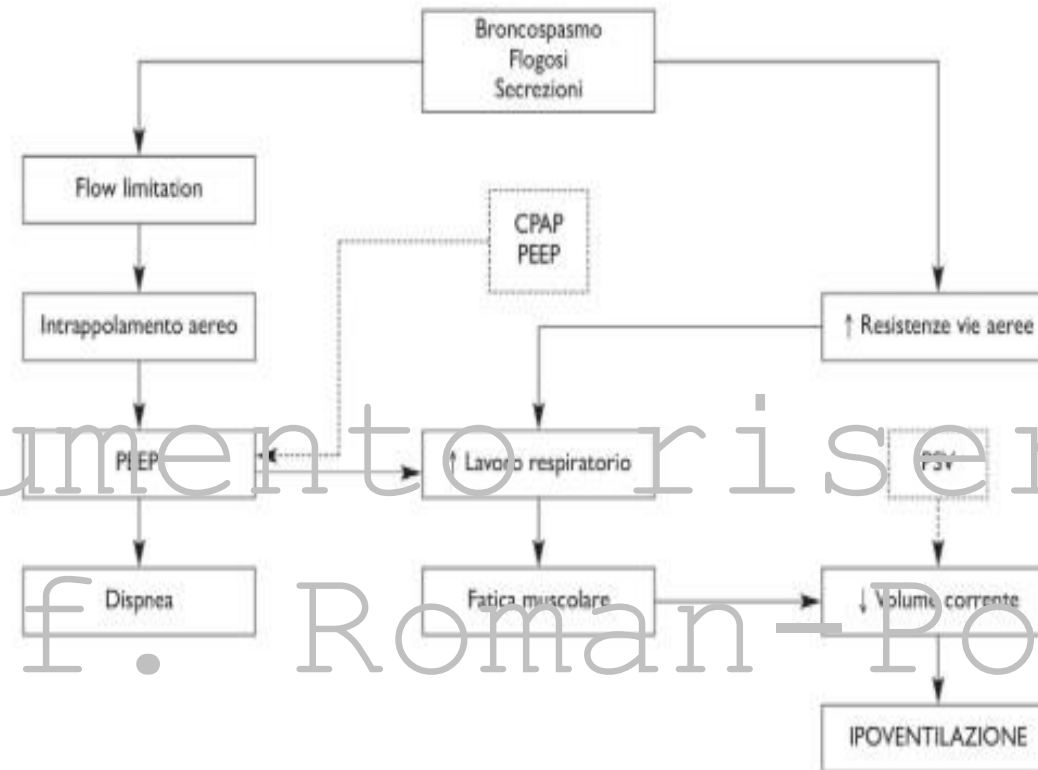 Broncospasmo
Flogosi
Secrezioni
Flow limitation
CPAP
PEEP
Intrappolamento aereo
↑ Resistenze vie aeree
umento riser
PEEP
↑ Lavoro respiratorio
PSV
Dispnea
Fatica muscolare
↓ Volume corrente
f. Roman-Po
IPOVENTILAZIONE